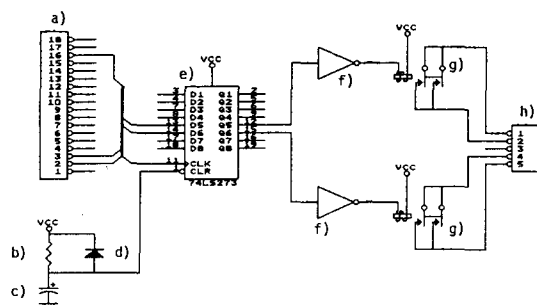 a)
18
17
16
15
14
13
12
11
10
9
8
7
6
5
4
3
2
1
e)
VCC
D1 Q1
D2 Q2
D3 Q3
D4 Q4
D5 Q5
D6 Q6
D7 Q7
D8 Q8
11 CLK
1 CLR
74LS273
VCC
f)
g)
h)
1
2
3
4
5
f)
g)
VCC
b)
d)
c)
+